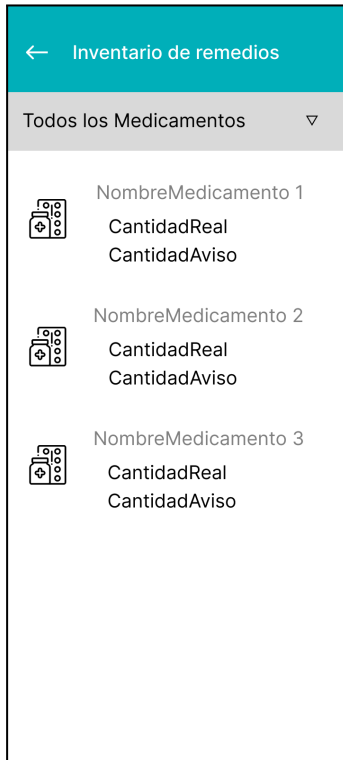 Inventario de remedios
Todos los Medicamentos
NombreMedicamento 1
CantidadReal
CantidadAviso
NombreMedicamento 2
CantidadReal
CantidadAviso
NombreMedicamento 3
CantidadReal
CantidadAviso